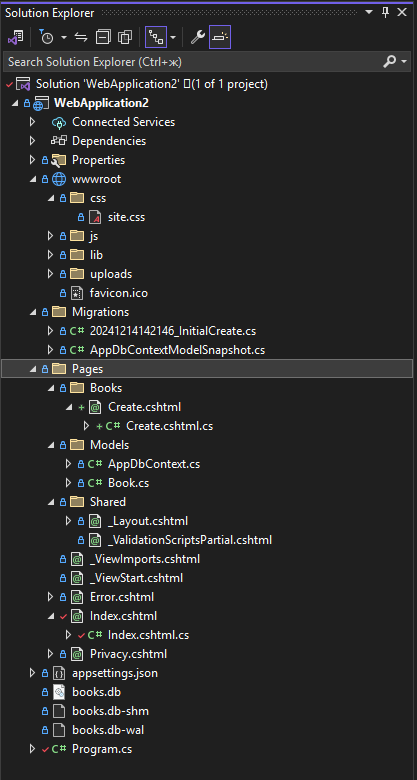 Solution Explorer
Search Solution Explorer (Ctrl+ж)
Solution 'WebApplication2' (1 of 1 project)
WebApplication2
Connected Services
Dependencies
Properties
wwwroot
css
site.css
js
lib
uploads
favicon.ico
Migrations
C# 20241214142146_InitialCreate.cs
C# AppDbContextModelSnapshot.cs
Pages
Books
Create.cshtml
C# Create.cshtml.cs
Models
C# AppDbContext.cs
C# Book.cs
Shared
_Layout.cshtml
_ValidationScriptsPartial.cshtml
_ViewImports.cshtml
_ViewStart.cshtml
Error.cshtml
Index.cshtml
C# Index.cshtml.cs
Privacy.cshtml
appsettings.json
books.db
books.db-shm
books.db-wal
C# Program.cs